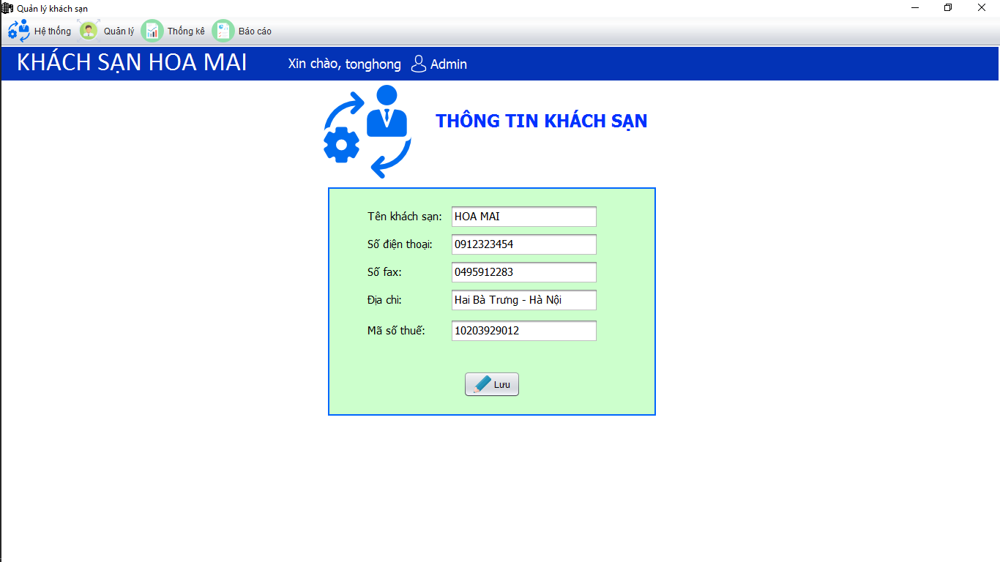 Quản lý khách sạn
Hệ thống Quản lý Thống kê Báo cáo
KHÁCH SẠN HOA MAI Xin chào, tonghong Admin
THÔNG TIN KHÁCH SẠN
Tên khách sạn: HOA MAI
Số điện thoại: 0912323454
Số fax: 0495912283
Địa chỉ: Hai Bà Trưng - Hà Nội
Mã số thuế: 10203929012
Lưu